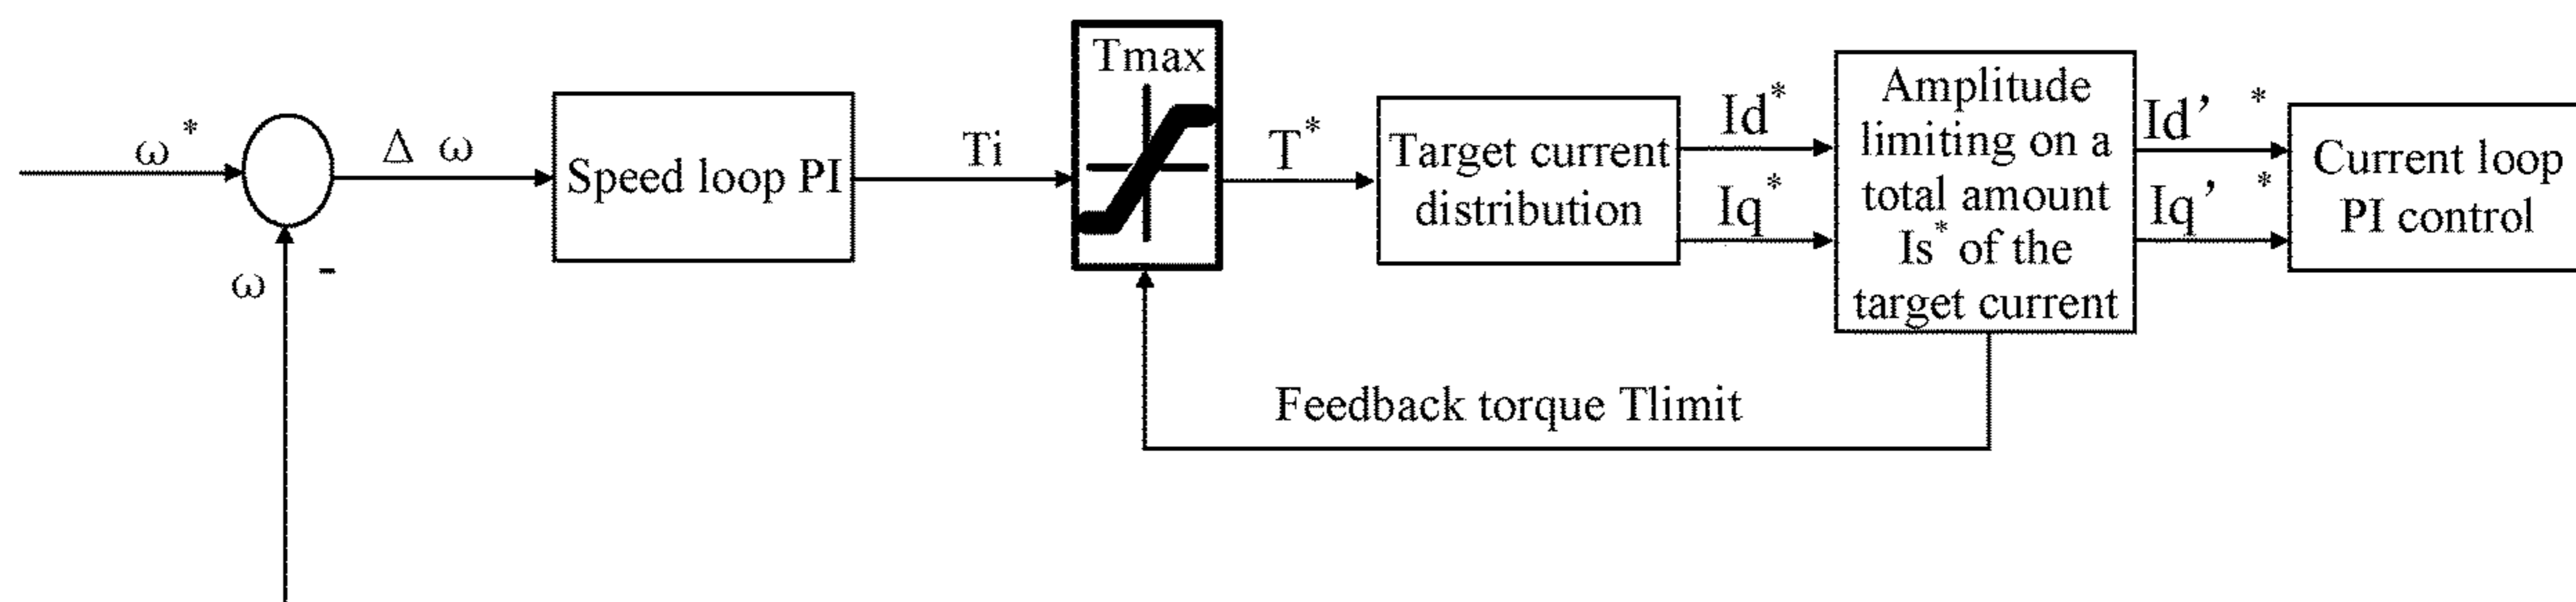 ω*
Δ ω
ω
-
Speed loop PI
Ti
Tmax
T*
Target current
distribution
Id*
Iq*
Amplitude
limiting on a
total amount
Is* of the
target current
Id’ *
Iq’ *
Current loop
PI control
Feedback torque Tlimit